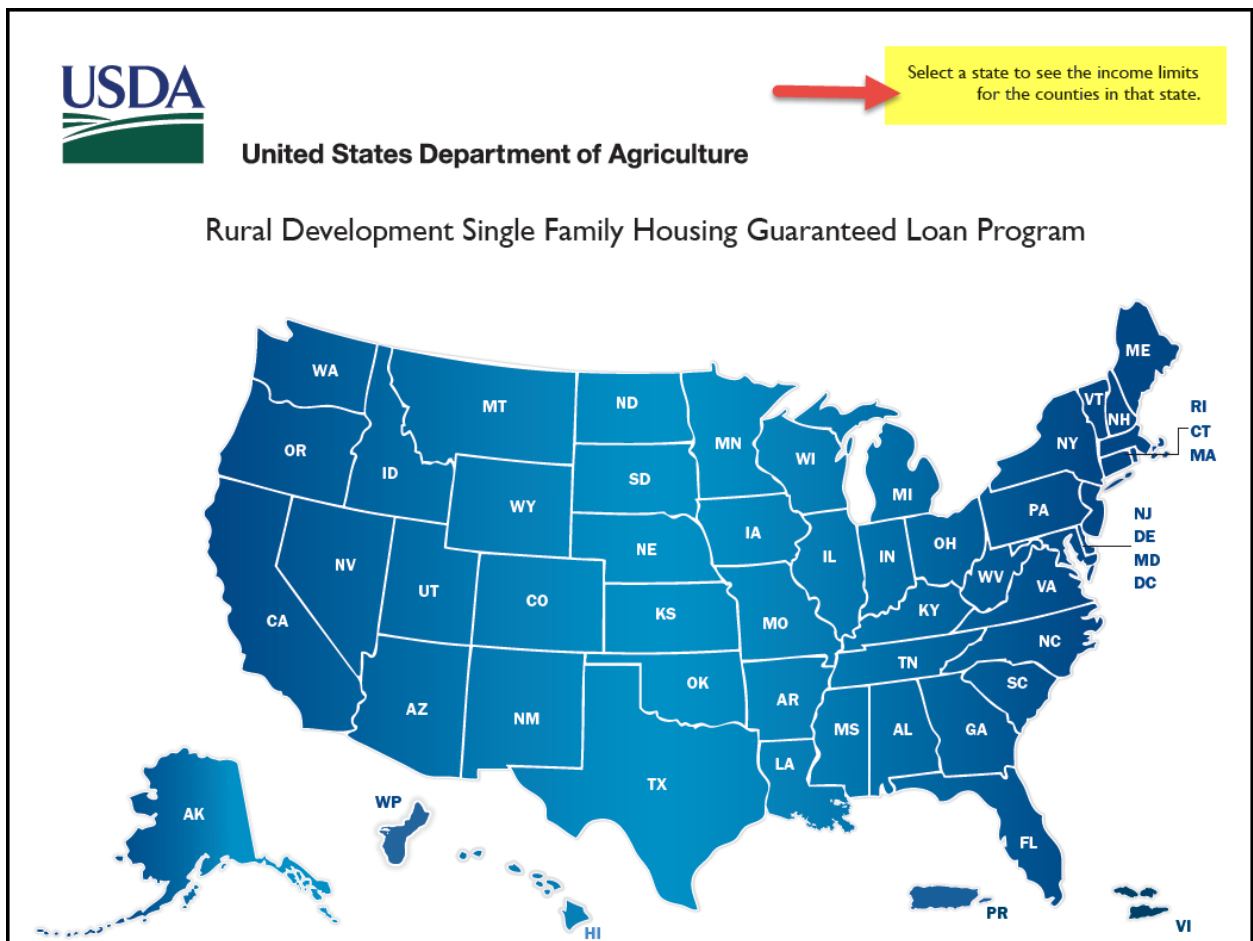 USDA
Select a state to see the income limits
for the counties in that state.
United States Department of Agriculture
Rural Development Single Family Housing Guaranteed Loan Program
WA
MT
ND
MN
ME
VT
NH
RI
CT
MA
OR
ID
WY
SD
WI
MI
NY
NV
UT
CO
NE
IA
IL
IN
OH
PA
NJ
DE
MD
DC
CA
KS
MO
KY
WV
VA
AZ
NM
OK
AR
TN
NC
SC
TX
LA
MS
AL
GA
FL
AK
WP
HI
PR
VI